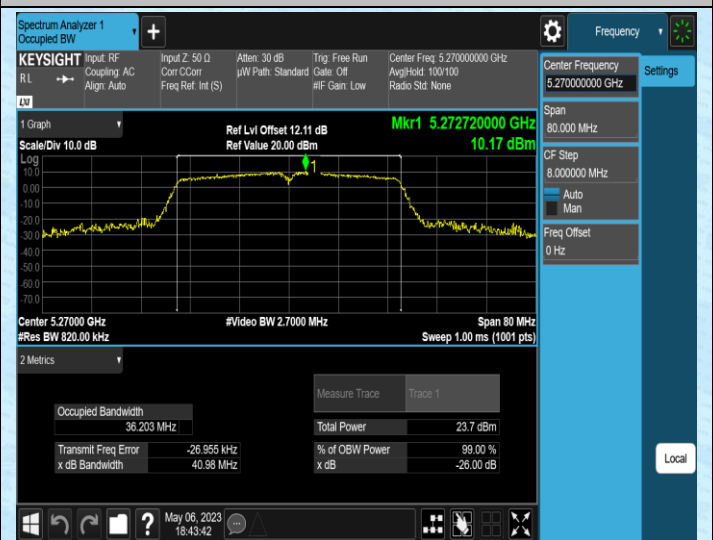 Spectrum Analyzer 1
Occupied BW
+
Frequency
KEYSIGHT
RL
LXI
Input: RF
Coupling: AC
Align: Auto
Input Z: 50 Ω
Corr CCorr
Freq Ref: Int (S)
Atten: 30 dB
µW Path: Standard
Trig: Free Run
Gate: Off
#IF Gain: Low
Center Freq: 5.270000000 GHz
Avg|Hold: 100/100
Radio Std: None
Center Frequency
5.270000000 GHz
Settings
Span
80.000 MHz
CF Step
8.000000 MHz
Auto
Man
Freq Offset
0 Hz
1 Graph
Scale/Div 10.0 dB
Ref Lvl Offset 12.11 dB
Ref Value 20.00 dBm
Mkr1 5.272720000 GHz
10.17 dBm
Log
1
10.0
0.00
-10.0
-20.0
-30.0
-40.0
-50.0
-60.0
-70.0
Center 5.27000 GHz
#Res BW 820.00 kHz
#Video BW 2.7000 MHz
Span 80 MHz
Sweep 1.00 ms (1001 pts)
2 Metrics
Measure Trace
Trace 1
Occupied Bandwidth
36.203 MHz
Total Power
23.7 dBm
Transmit Freq Error
-26.955 kHz
% of OBW Power
99.00 %
x dB Bandwidth
40.98 MHz
x dB
-26.00 dB
Local
?
May 06, 2023
18:43:42